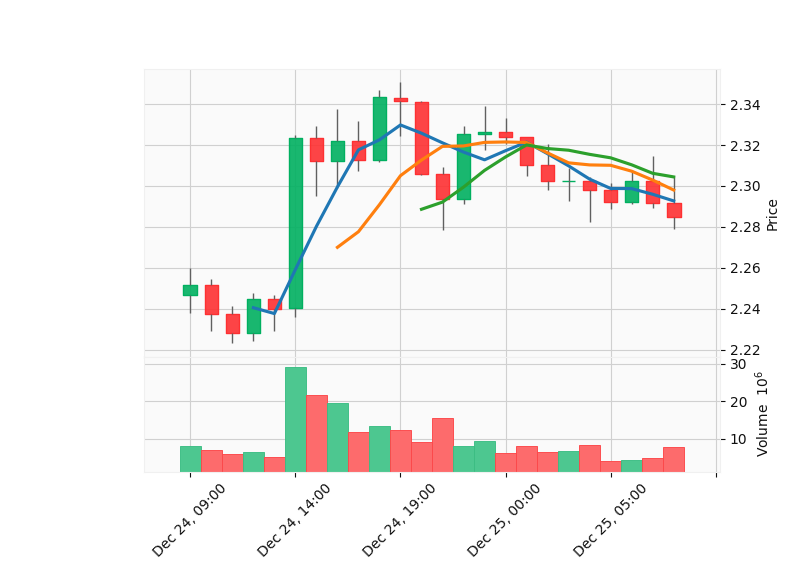 2.34
2.32
2.30
2.28
2.26
2.24
2.22
Price
30
20
10
Volume 10^6
Dec 24, 09:00
Dec 24, 14:00
Dec 24, 19:00
Dec 25, 00:00
Dec 25, 05:00